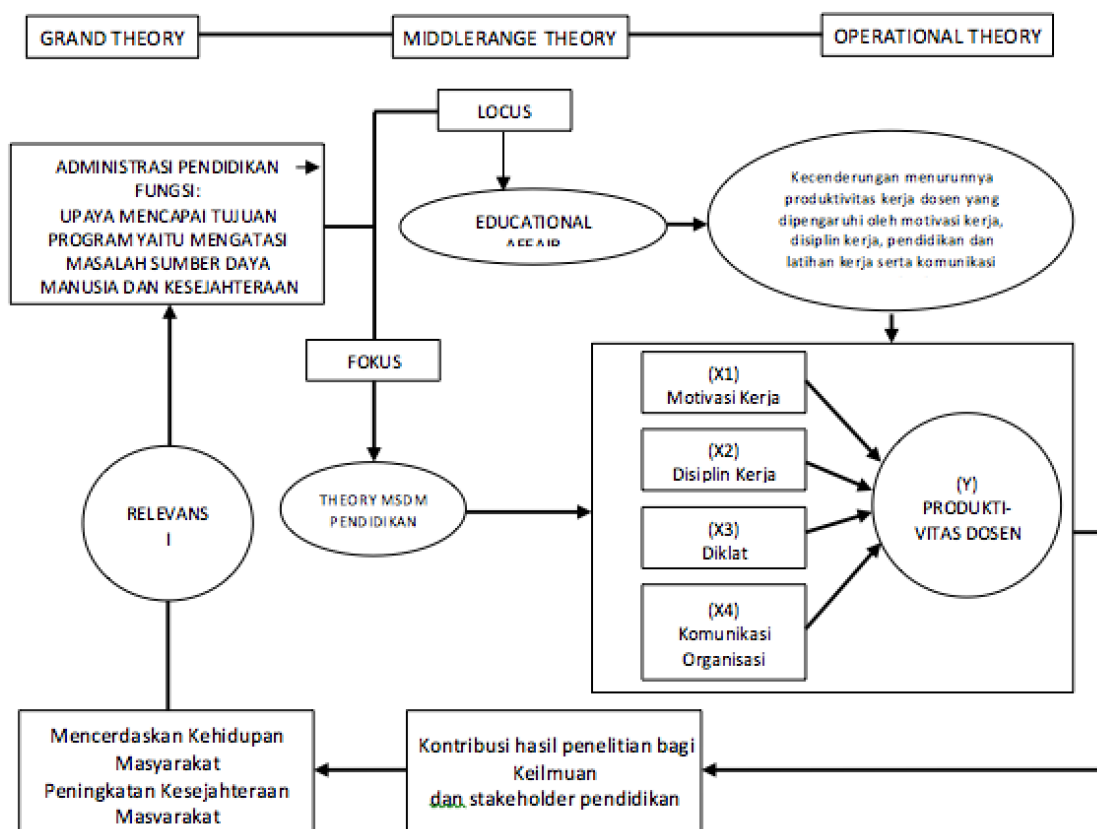 GRAND THEORY
MIDDLERANGE THEORY
OPERATIONAL THEORY
LOCUS
ADMINISTRASI PENDIDIKAN
FUNGSI:
UPAYA MENCAPAI TUJUAN
PROGRAM YAITU MENGATASI
MASALAH SUMBER DAYA
MANUSIA DAN KESEJAHTERAAN
EDUCATIONAL
AFFAIR
Kecenderungan menurunnya
produktivitas kerja dosen yang
dipengaruhi oleh motivasi kerja,
disiplin kerja, pendidikan dan
latihan kerja serta komunikasi
FOKUS
(X1)
Motivasi Kerja
(X2)
Disiplin Kerja
(X3)
Diklat
(X4)
Komunikasi
Organisasi
(Y)
PRODUKTI-
VITAS DOSEN
THEORY MSDM
PENDIDIKAN
RELEVANS
I
Mencerdaskan Kehidupan
Masyarakat
Peningkatan Kesejahteraan
Masyarakat
Kontribusi hasil penelitian bagi
Keilmuan
dan stakeholder pendidikan